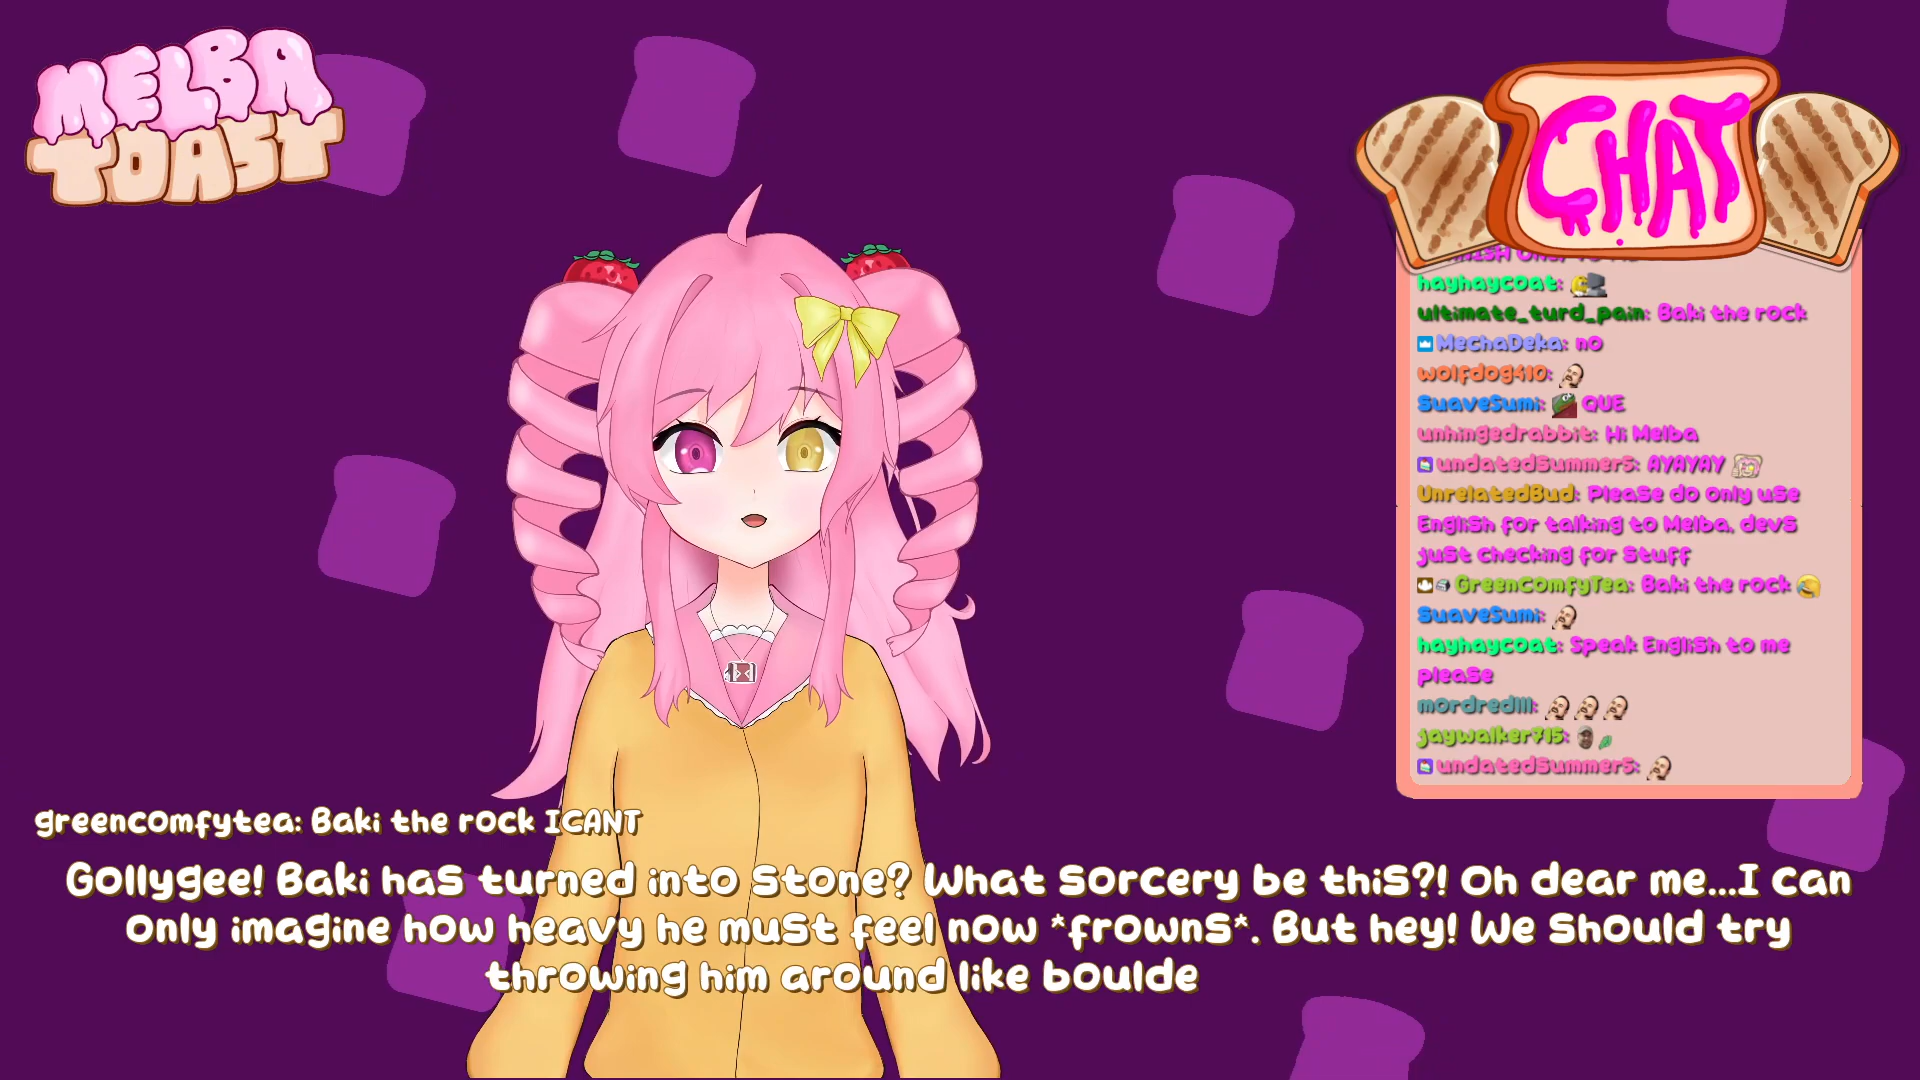 MELBA
TOAST
CHAT
hayhaycoat:
ultimate_turd_pain: Baki the rock
MechaDeka: no
wolfdog410:
SuaveSumi: QUE
unhingedrabbit: Hi Melba
undatedSummer5: AYAYAY
UnrelatedBud: Please do only use
English for talking to Melba, devs
just checking for stuff
GreenComfyTea: Baki the rock
SuaveSumi:
hayhaycoat: Speak English to me
please
mordredlll:
jaywalker715:
undatedSummer5:
greencomfytea: Baki the rock ICANT
Gollygee! Baki has turned into stone? What sorcery be this?! Oh dear me...I can
only imagine how heavy he must feel now *frowns*. But hey! We should try
throwing him around like boulde